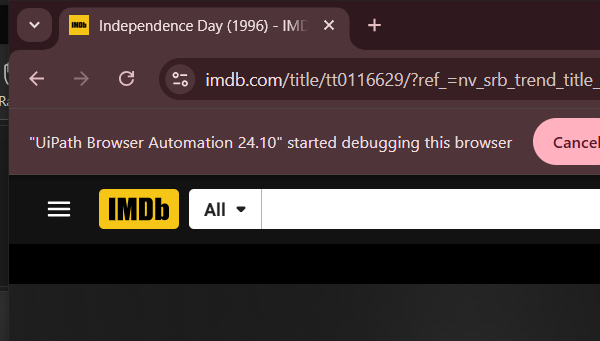 IMDb Independence Day (1996) - IMD
imdb.com/title/tt0116629/?ref_=nv_srb_trend_title_
Ra
"UiPath Browser Automation 24.10" started debugging this browser Cancel
IMDb All